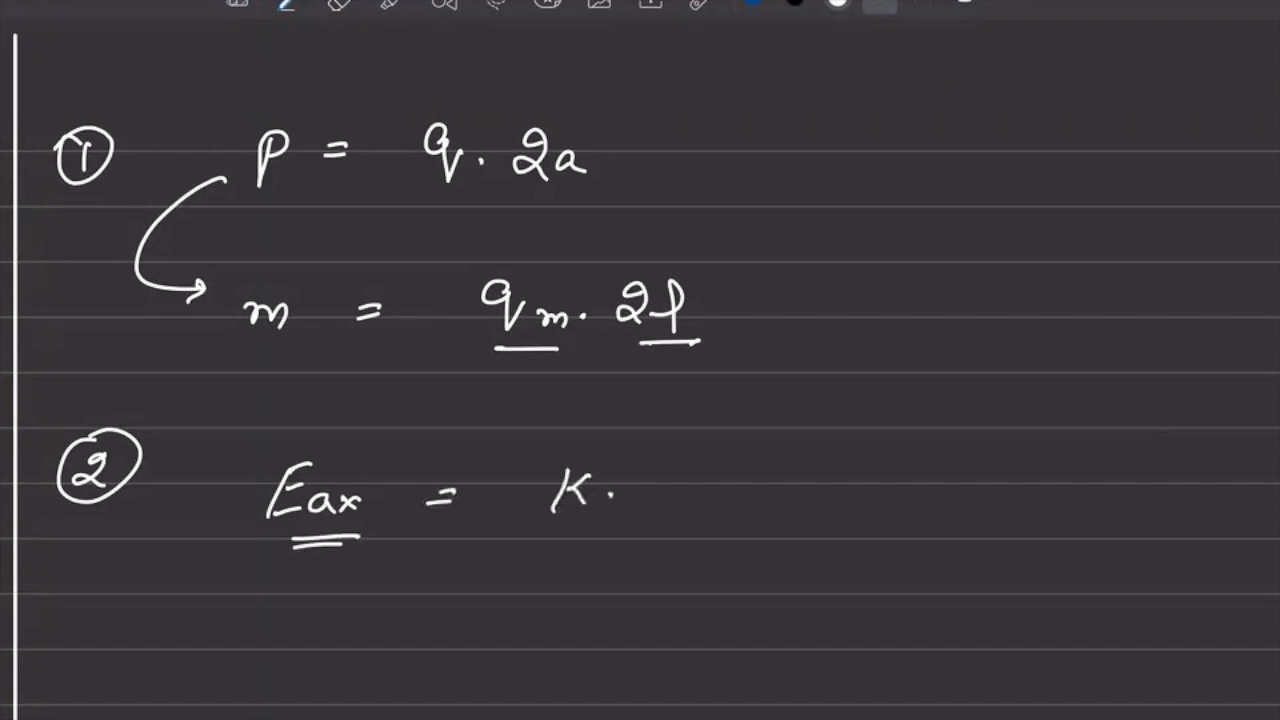 ① p = q. 2a
m = qm. 2l
② Eax = K.